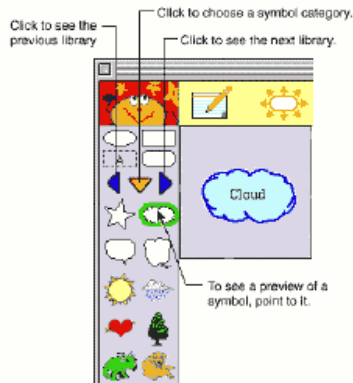 Click to choose a symbol category.
Click to see the
previous library
Click to see the next library.
A
Cloud
To see a preview of a
symbol, point to it.